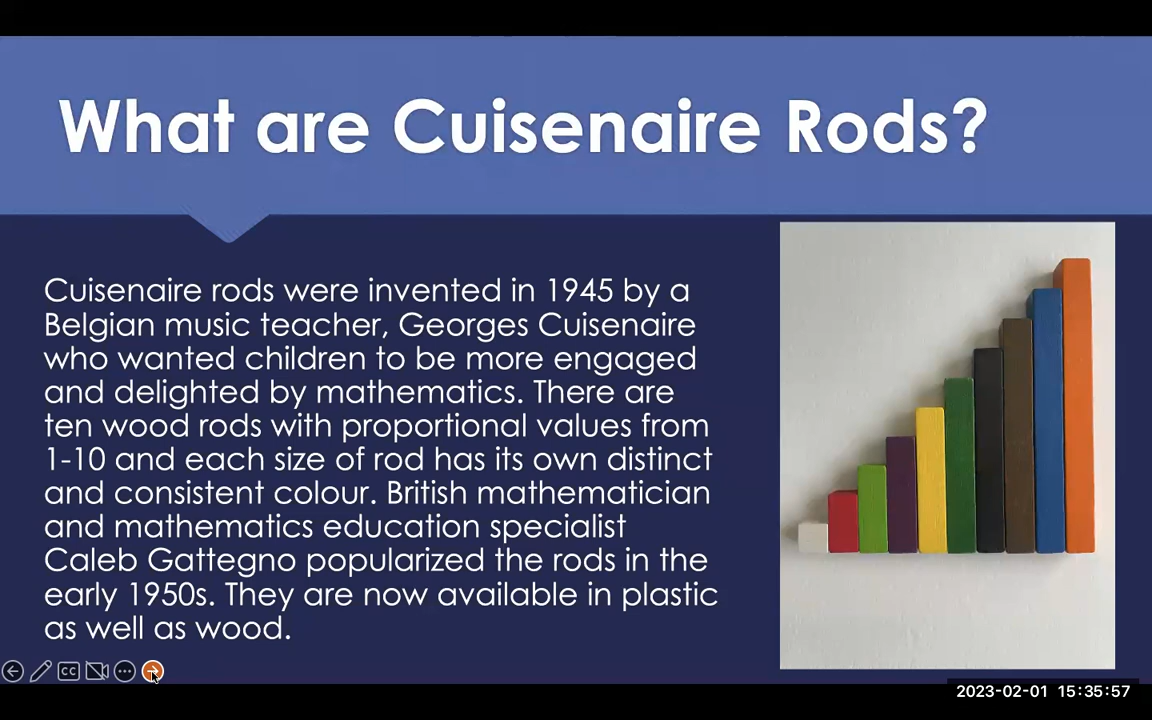 What are Cuisenaire Rods?
Cuisenaire rods were invented in 1945 by a
Belgian music teacher, Georges Cuisenaire
who wanted children to be more engaged
and delighted by mathematics. There are
ten wood rods with proportional values from
1-10 and each size of rod has its own distinct
and consistent colour. British mathematician
and mathematics education specialist
Caleb Gattegno popularized the rods in the
early 1950s. They are now available in plastic
as well as wood.
CC
2023-02-01 15:35:57